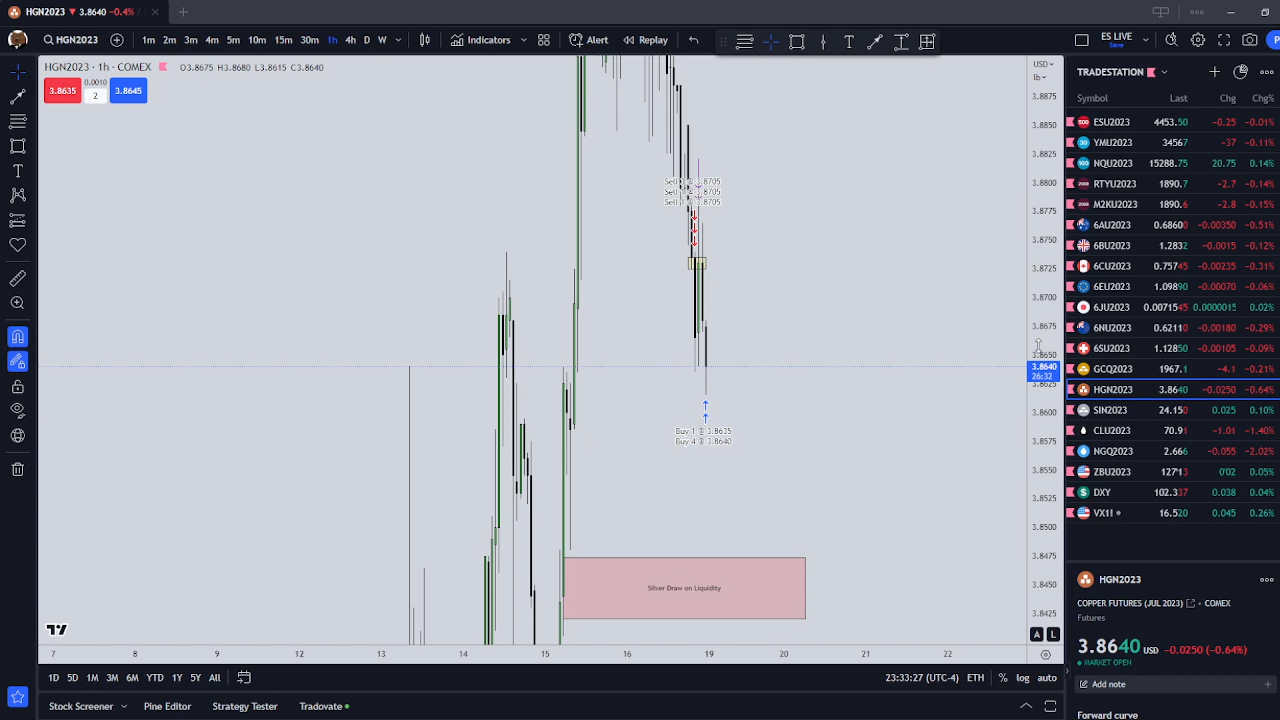 HGN2023 ▼ 3.8640 −0.4%
HGN2023 1m 2m 3m 4m 5m 10m 15m 30m 1h 4h D W Indicators Alert Replay ES LIVE
Save
HGN2023 · 1h · COMEX O3.8675 H3.8680 L3.8615 C3.8640
3.8635 0.0010 3.8645
2
USD
lb
3.8875
3.8850
3.8825
3.8800
3.8775
3.8750
3.8725
3.8700
3.8675
3.8650
3.8640
26:32
3.8625
3.8600
3.8575
3.8550
3.8525
3.8500
3.8475
3.8450
3.8425
@ 3.8705
@ 3.8705
Sell 1 @ 3.8705
Buy 1 @ 3.8635
Buy 4 @ 3.8640
Silver Draw on Liquidity
A L
7 8 9 12 13 14 15 16 19 20 21 22
1D 5D 1M 3M 6M YTD 1Y 5Y All 23:33:27 (UTC-4) ETH % log auto
Stock Screener Pine Editor Strategy Tester Tradovate
TRADESTATION
Symbol Last Chg Chg%
ESU2023 4453.50 −0.25 −0.01%
YMU2023 34567 −37 −0.11%
NQU2023 15288.75 20.75 0.14%
RTYU2023 1890.7 −2.7 −0.14%
M2KU2023 1890.6 −2.8 −0.15%
6AU2023 0.68600 −0.00350 −0.51%
6BU2023 1.2832 −0.0015 −0.12%
6CU2023 0.75745 −0.00235 −0.31%
6EU2023 1.09890 −0.00070 −0.06%
6JU2023 0.0071545 0.0000015 0.02%
6NU2023 0.62110 −0.00180 −0.29%
6SU2023 1.12850 −0.00105 −0.09%
GCQ2023 1967.1 −4.1 −0.21%
HGN2023 3.8640 −0.0250 −0.64%
SIN2023 24.150 0.025 0.10%
CLU2023 70.91 −1.01 −1.40%
NGQ2023 2.666 −0.055 −2.02%
ZBU2023 127'13 0'02 0.05%
DXY 102.337 0.038 0.04%
VX1! 16.520 0.045 0.26%
HGN2023
COPPER FUTURES (JUL 2023) • COMEX
Futures
3.8640 USD −0.0250 (−0.64%)
MARKET OPEN
Add note
Forward curve